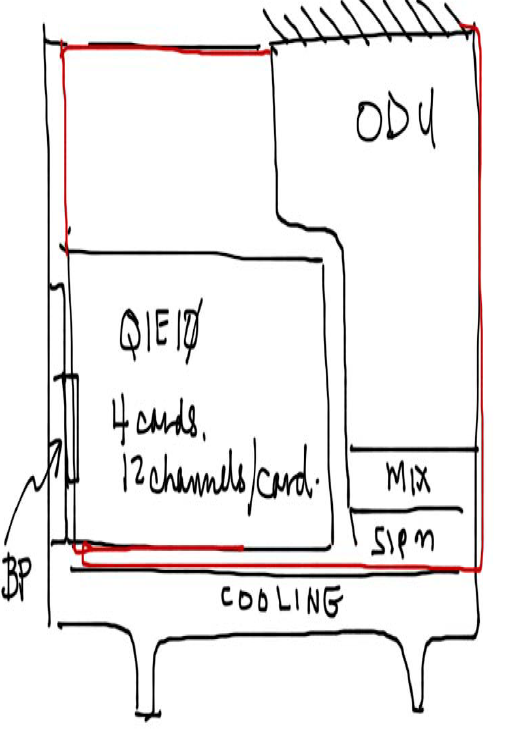 ODU
QIE10
4 cards.
12 channels/card.
MIX
SIPM
BP
COOLING